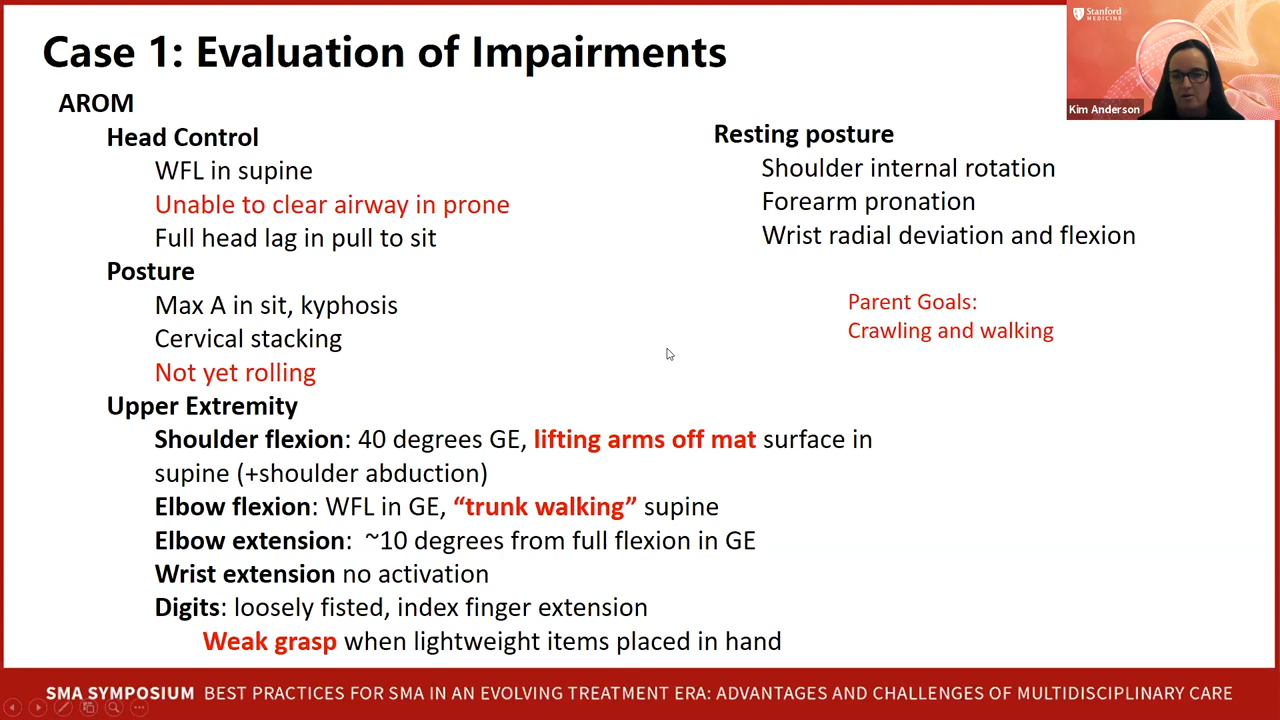 Case 1: Evaluation of Impairments
AROM
Head Control
WFL in supine
Unable to clear airway in prone
Full head lag in pull to sit
Posture
Max A in sit, kyphosis
Cervical stacking
Not yet rolling
Upper Extremity
Shoulder flexion: 40 degrees GE, lifting arms off mat surface in
supine (+shoulder abduction)
Elbow flexion: WFL in GE, “trunk walking” supine
Elbow extension: ~10 degrees from full flexion in GE
Wrist extension no activation
Digits: loosely fisted, index finger extension
Weak grasp when lightweight items placed in hand
Resting posture
Shoulder internal rotation
Forearm pronation
Wrist radial deviation and flexion
Parent Goals:
Crawling and walking
Stanford
MEDICINE
Kim Anderson
SMA SYMPOSIUM BEST PRACTICES FOR SMA IN AN EVOLVING TREATMENT ERA: ADVANTAGES AND CHALLENGES OF MULTIDISCIPLINARY CARE